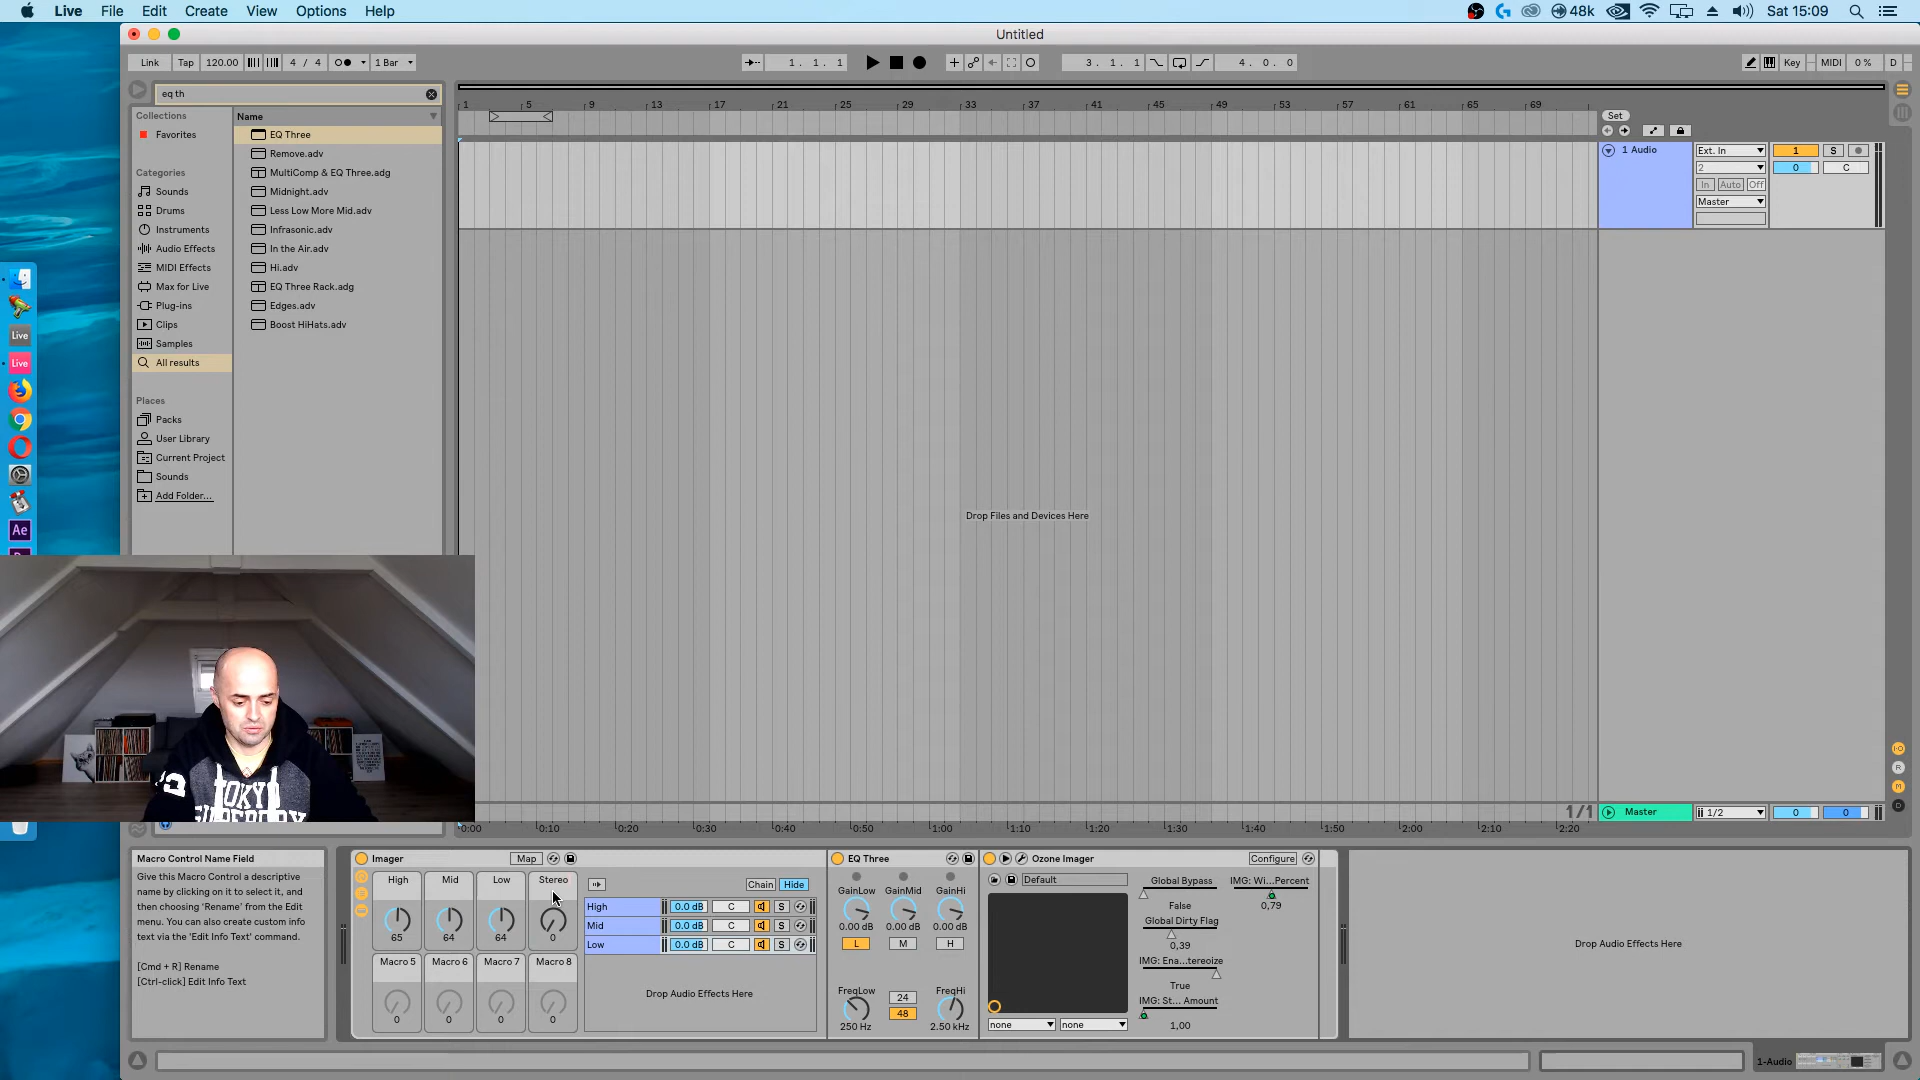 Live File Edit Create View Options Help 48k Sat 15:09
Untitled
Link Tap 120.00 4 / 4 1 Bar 1. 1. 1 3. 1. 1 4. 0. 0 Key MIDI 0 % D
eq th
Collections
Favorites
Categories
Sounds
Drums
Instruments
Audio Effects
MIDI Effects
Max for Live
Plug-ins
Clips
Samples
All results
Places
Packs
User Library
Current Project
Sounds
Add Folder...
Name
EQ Three
Remove.adv
MultiComp & EQ Three.adg
Midnight.adv
Less Low More Mid.adv
Infrasonic.adv
In the Air.adv
Hi.adv
EQ Three Rack.adg
Edges.adv
Boost HiHats.adv
1 5 9 13 17 21 25 29 33 37 41 45 49 53 57 61 65 69
Set
1 Audio Ext. In 1 S
2 0 C
In Auto Off
Master
Drop Files and Devices Here
Live
Live
Ae
TOKYO
1/1 Master 1/2 0 0
0:00 0:10 0:20 0:30 0:40 0:50 1:00 1:10 1:20 1:30 1:40 1:50 2:00 2:10 2:20
I·O
R
M
D
Macro Control Name Field
Give this Macro Control a descriptive
name by clicking on it to select it, and
then choosing 'Rename' from the Edit
menu. You can also create custom info
text via the 'Edit Info Text' command.
[Cmd + R] Rename
[Ctrl-click] Edit Info Text
Imager Map
High Mid Low Stereo
65 64 64 0
Macro 5 Macro 6 Macro 7 Macro 8
0 0 0 0
Chain Hide
High 0.0 dB C S
Mid 0.0 dB C S
Low 0.0 dB C S
Drop Audio Effects Here
EQ Three
GainLow GainMid GainHi
0.00 dB 0.00 dB 0.00 dB
L M H
FreqLow 24 FreqHi
48
250 Hz 2.50 kHz
Ozone Imager Configure
Default
none none
Global Bypass
False
Global Dirty Flag
0,39
IMG: Ena...tereoize
True
IMG: St... Amount
1,00
IMG: Wi...Percent
0,79
Drop Audio Effects Here
1-Audio